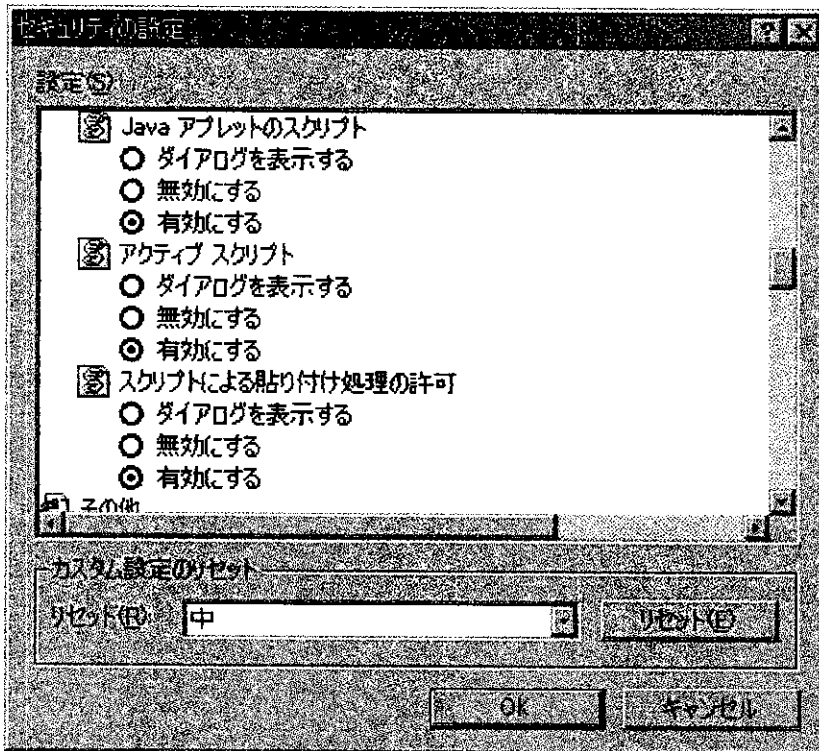 セキュリティの設定
設定(S)
Java アプレットのスクリプト
ダイアログを表示する
無効にする
有効にする
アクティブ スクリプト
ダイアログを表示する
無効にする
有効にする
スクリプトによる貼り付け処理の許可
ダイアログを表示する
無効にする
有効にする
その他
カスタム設定のリセット
リセット(R) 中 リセット(E)
OK キャンセル